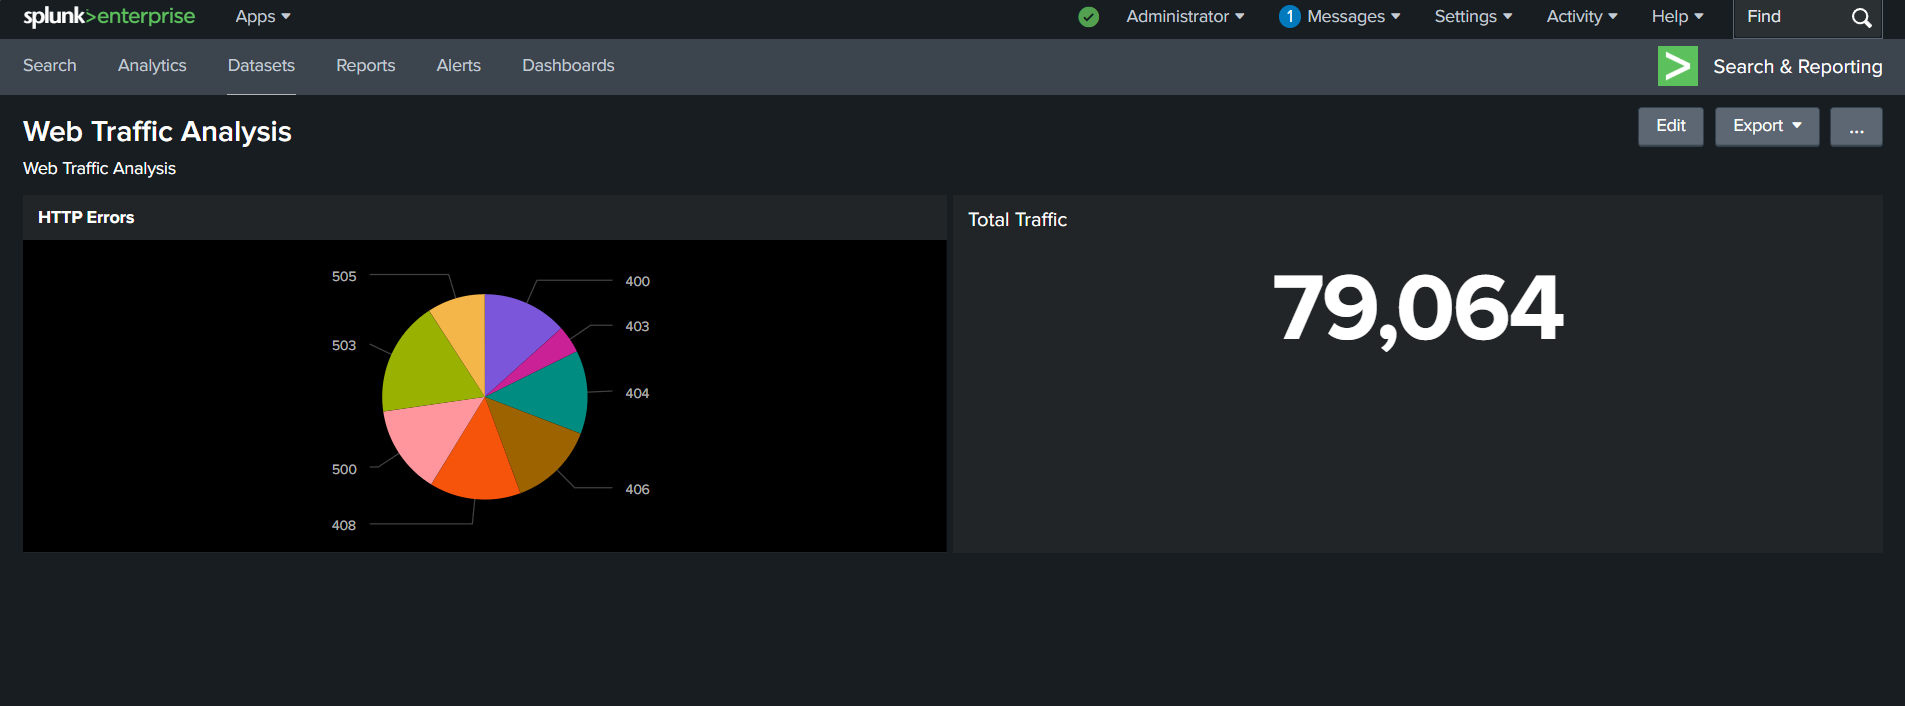 splunk>enterprise Apps Administrator 1 Messages Settings Activity Help Find
Search Analytics Datasets Reports Alerts Dashboards > Search & Reporting
Web Traffic Analysis
Edit Export ...
Web Traffic Analysis
HTTP Errors
505
400
403
503
404
500
406
408
Total Traffic
79,064